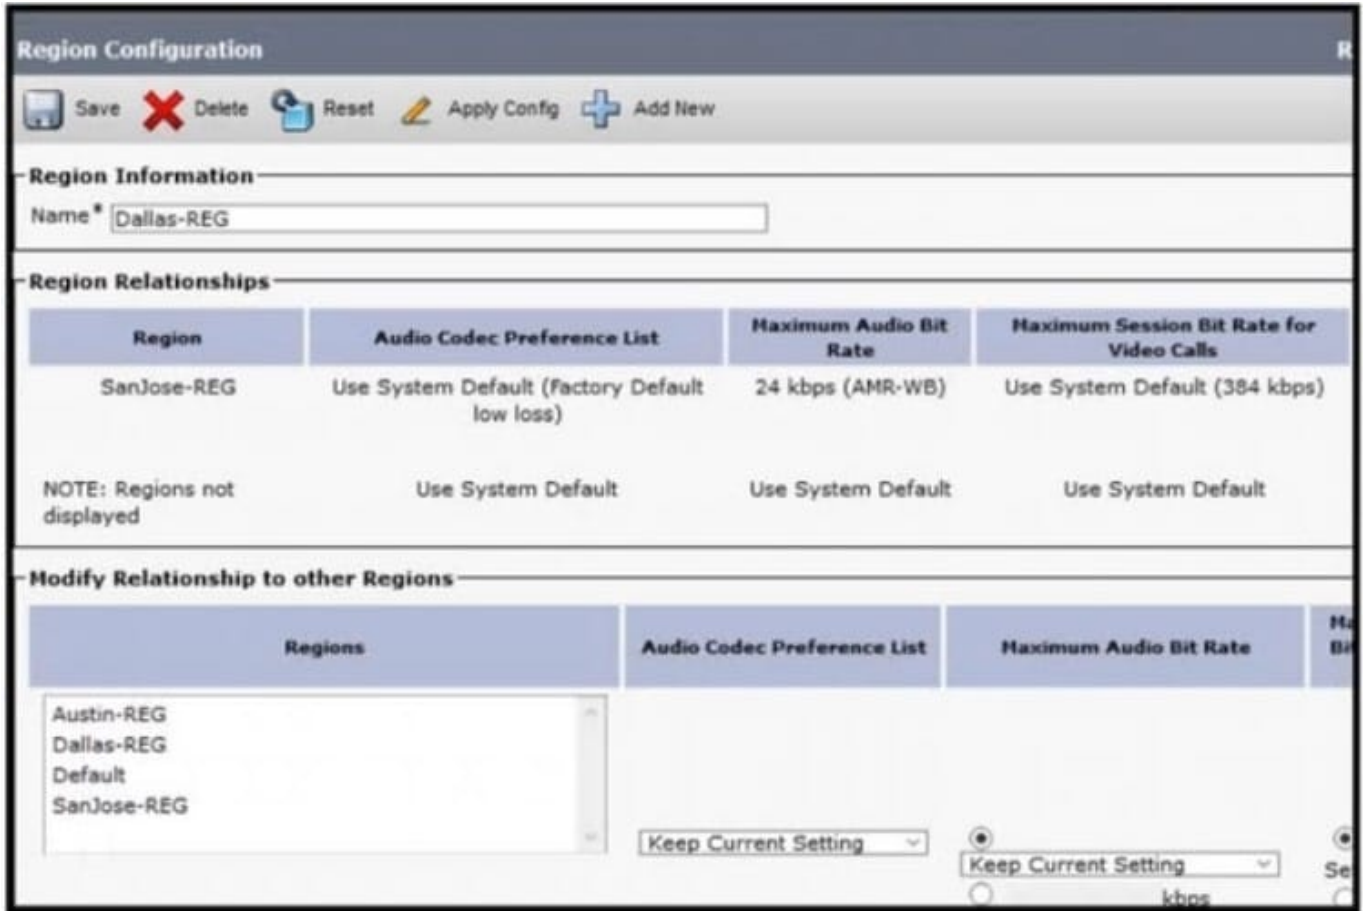 Region Configuration R
Save Delete Reset Apply Config Add New
Region Information
Name* Dallas-REG
Region Relationships
Region Audio Codec Preference List Maximum Audio Bit Rate Maximum Session Bit Rate for Video Calls
SanJose-REG Use System Default (Factory Default low loss) 24 kbps (AMR-WB) Use System Default (384 kbps)
NOTE: Regions not displayed Use System Default Use System Default Use System Default
Modify Relationship to other Regions
Regions Audio Codec Preference List Maximum Audio Bit Rate
Austin-REG
Dallas-REG
Default
SanJose-REG
Keep Current Setting
Keep Current Setting
kbps